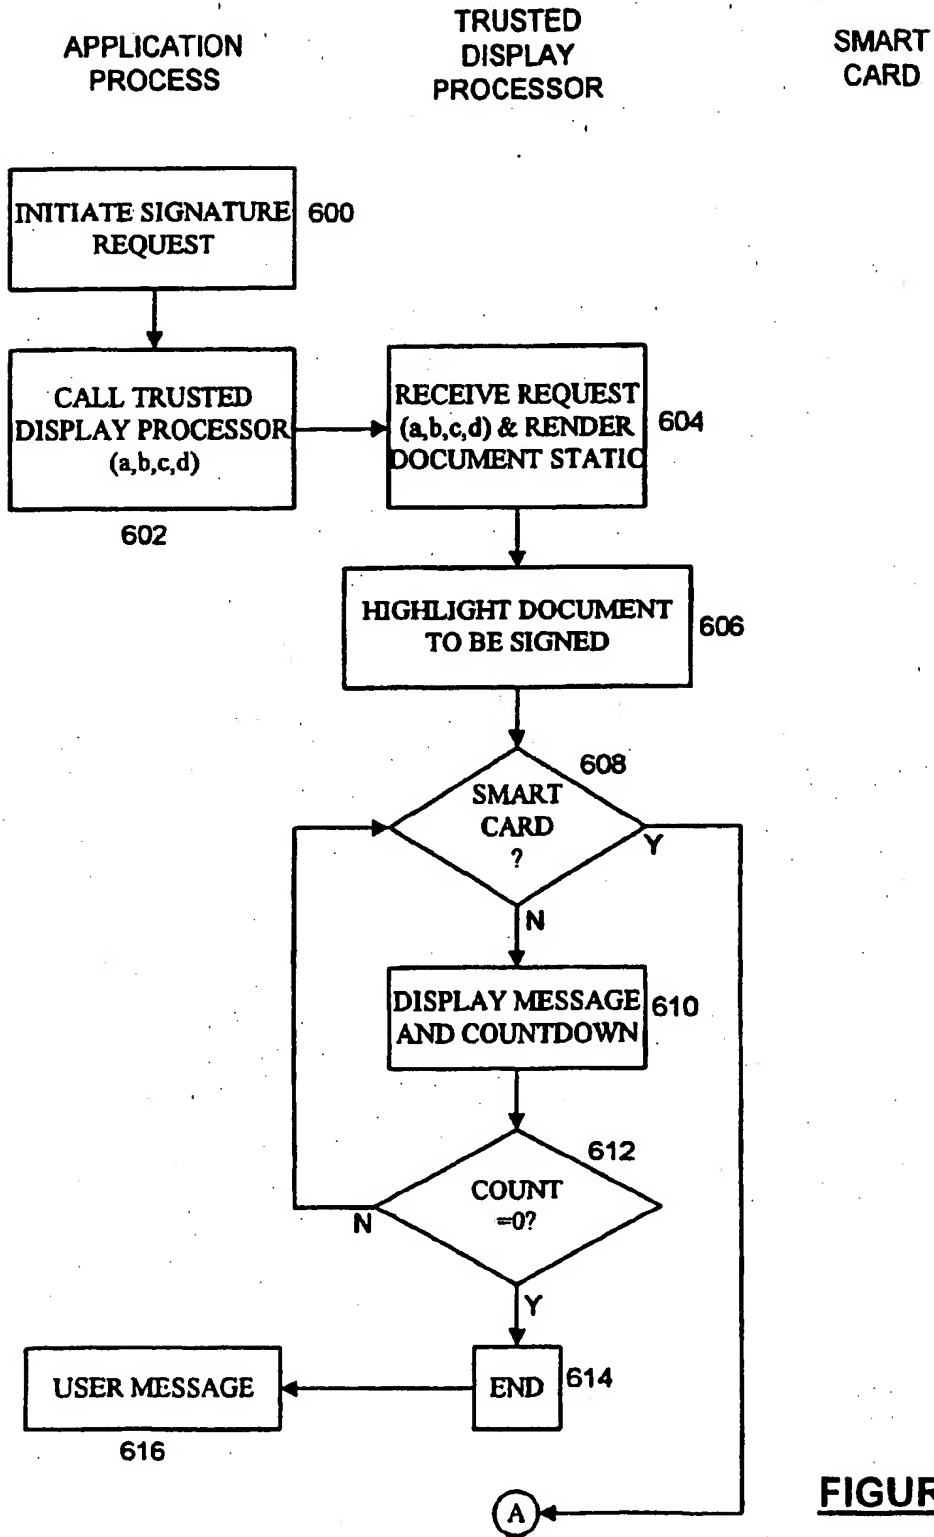 APPLICATION
PROCESS
TRUSTED
DISPLAY
PROCESSOR
SMART
CARD
INITIATE SIGNATURE
REQUEST
600
CALL TRUSTED
DISPLAY PROCESSOR
(a,b,c,d)
602
RECEIVE REQUEST
(a,b,c,d) & RENDER
DOCUMENT STATIC
604
HIGHLIGHT DOCUMENT
TO BE SIGNED
606
608
SMART
CARD
?
Y
N
DISPLAY MESSAGE
AND COUNTDOWN
610
612
COUNT
=0?
N
Y
END
614
USER MESSAGE
616
A
FIGUR